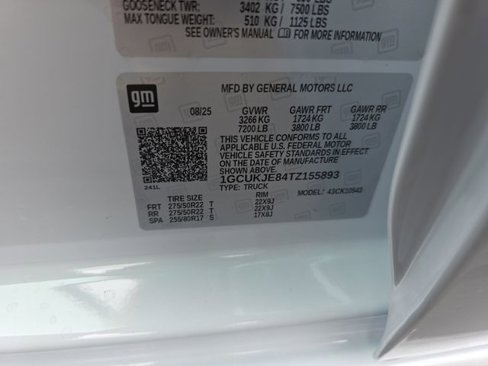 GOOSENECK TWR: 3402 KG / 7500 LBS
MAX TONGUE WEIGHT: 510 KG / 1125 LBS
SEE OWNER'S MANUAL FOR MORE INFORMATION
gm
MFD BY GENERAL MOTORS LLC
08/25 GVWR GAWR FRT GAWR RR
3266 KG 1724 KG 1724 KG
7200 LB 3800 LB 3800 LB
THIS VEHICLE CONFORMS TO ALL
APPLICABLE U.S. FEDERAL MOTOR
VEHICLE SAFETY STANDARDS IN
EFFECT ON THE DATE OF MANUFACTURE
SHOWN ABOVE.
1GCUKJE84TZ155893
241L TYPE: TRUCK MODEL: 43CK10543
TIRE SIZE RIM
FRT 275/50R22 T 22X9J
RR 275/50R22 T 22X9J
SPA 255/80R17 S 17X8J